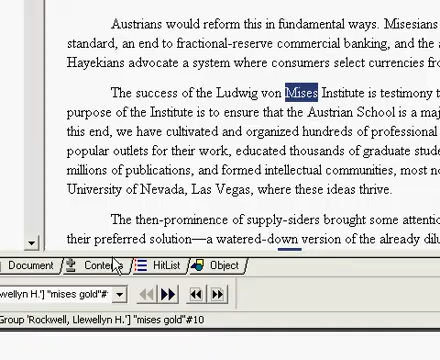 Austrians would reform this in fundamental ways. Misesians
standard, an end to fractional-reserve commercial banking, and the a
Hayekians advocate a system where consumers select currencies fro
The success of the Ludwig von Mises Institute is testimony t
purpose of the Institute is to ensure that the Austrian School is a maj
this end, we have cultivated and organized hundreds of professional
popular outlets for their work, educated thousands of graduate stude
millions of publications, and formed intellectual communities, most no
University of Nevada, Las Vegas, where these ideas thrive.
The then-prominence of supply-siders brought some attentio
their preferred solution—a watered-down version of the already dilu
Document Conte HitList Object
ewellyn H.'] "mises gold"#
Group 'Rockwell, Llewellyn H.'] "mises gold"#10